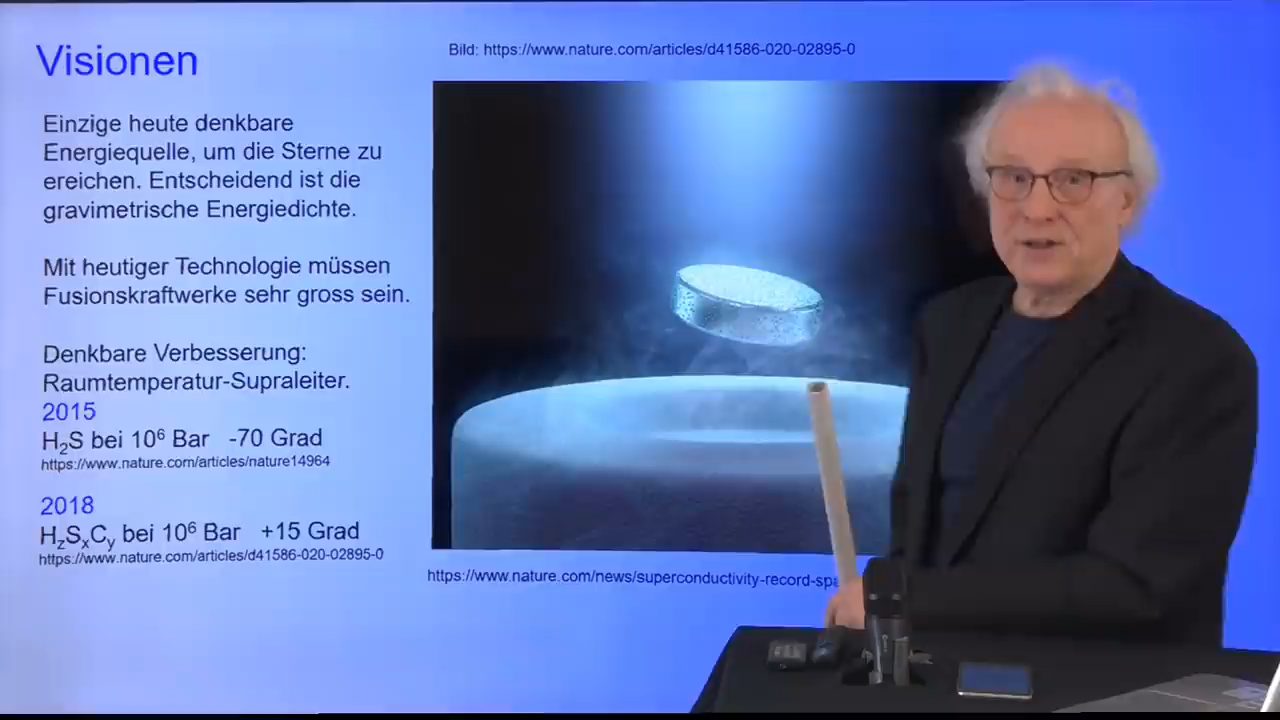 Visionen
Bild: https://www.nature.com/articles/d41586-020-02895-0
Einzige heute denkbare
Energiequelle, um die Sterne zu
ereichen. Entscheidend ist die
gravimetrische Energiedichte.
Mit heutiger Technologie müssen
Fusionskraftwerke sehr gross sein.
Denkbare Verbesserung:
Raumtemperatur-Supraleiter.
2015
H₂S bei 10⁶ Bar -70 Grad
https://www.nature.com/articles/nature14964
2018
H_zS_xC_y bei 10⁶ Bar +15 Grad
https://www.nature.com/articles/d41586-020-02895-0
https://www.nature.com/news/superconductivity-record-spa